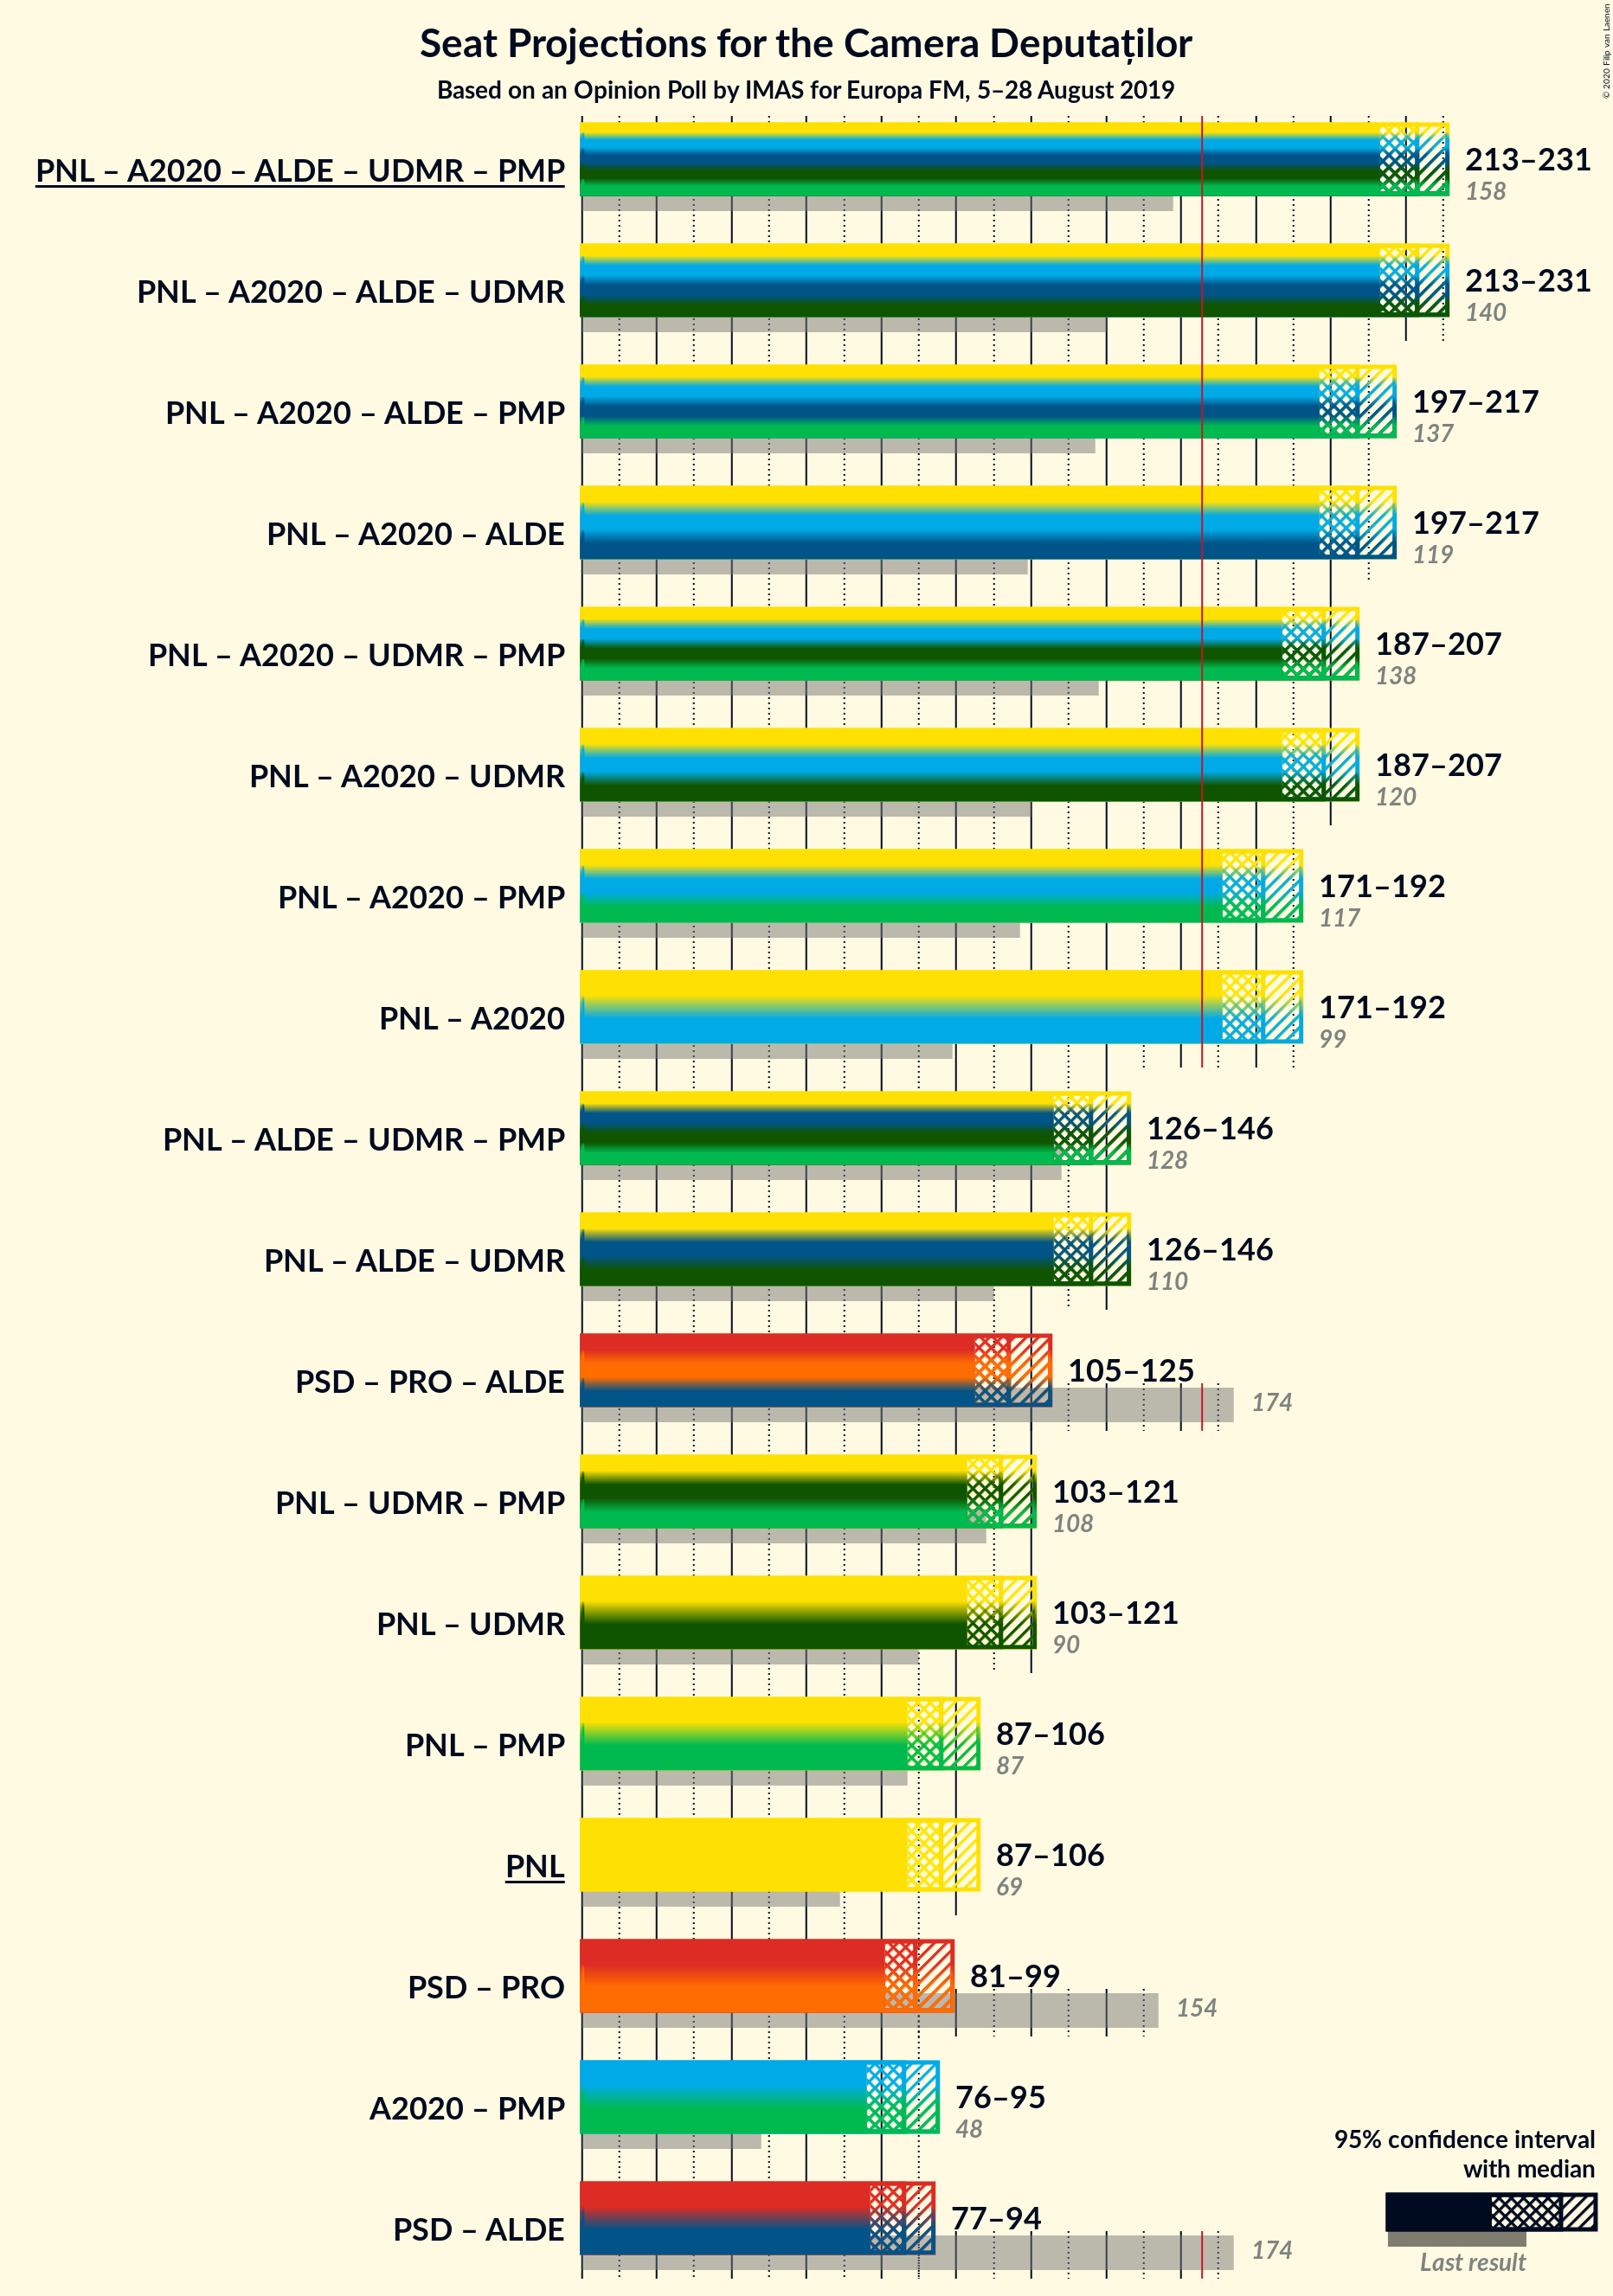 Seat Projections for the Camera Deputaților
Based on an Opinion Poll by IMAS for Europa FM, 5–28 August 2019
© 2020 Filip van Laenen
PNL – A2020 – ALDE – UDMR – PMP
213–231
158
PNL – A2020 – ALDE – UDMR
213–231
140
PNL – A2020 – ALDE – PMP
197–217
137
PNL – A2020 – ALDE
197–217
119
PNL – A2020 – UDMR – PMP
187–207
138
PNL – A2020 – UDMR
187–207
120
PNL – A2020 – PMP
171–192
117
PNL – A2020
171–192
99
PNL – ALDE – UDMR – PMP
126–146
128
PNL – ALDE – UDMR
126–146
110
PSD – PRO – ALDE
105–125
174
PNL – UDMR – PMP
103–121
108
PNL – UDMR
103–121
90
PNL – PMP
87–106
87
PNL
87–106
69
PSD – PRO
81–99
154
A2020 – PMP
76–95
48
PSD – ALDE
77–94
174
95% confidence interval
with median
Last result